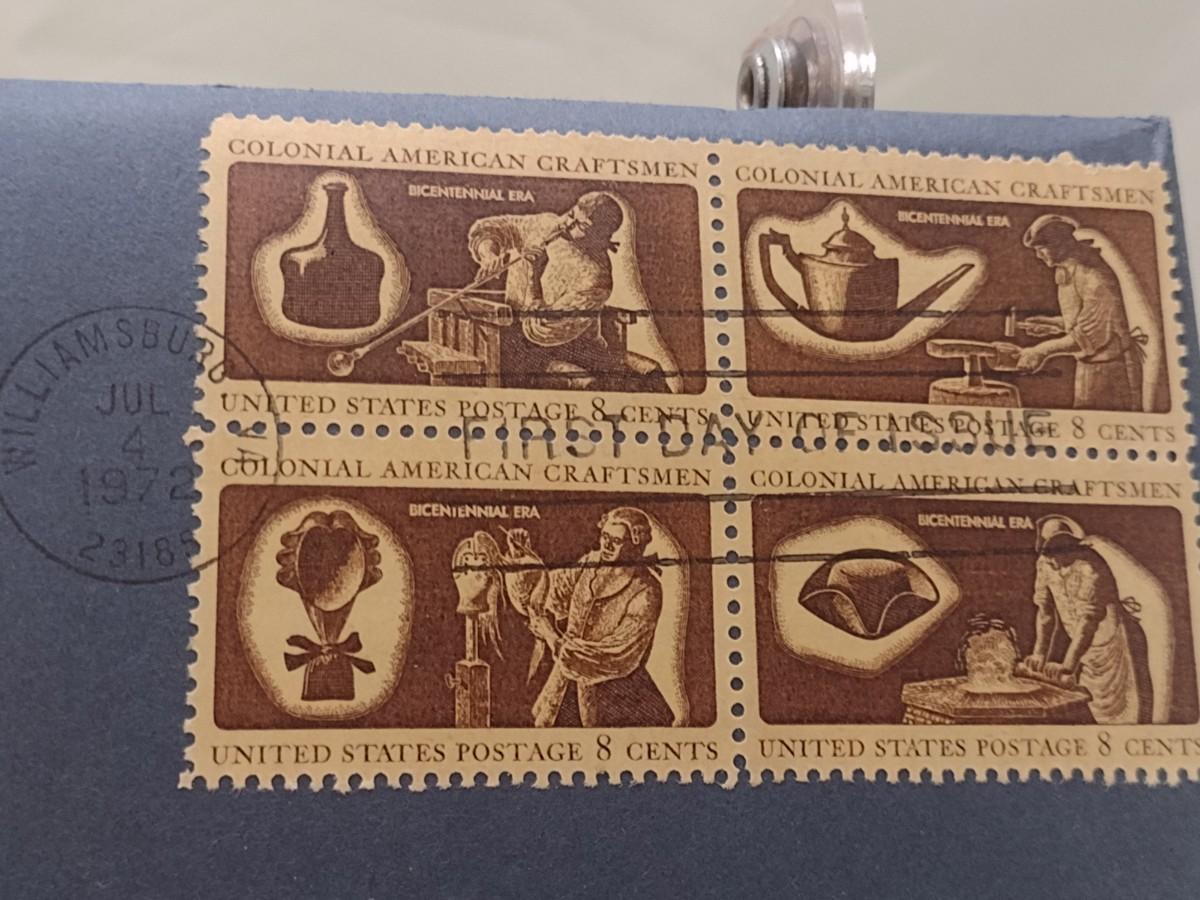 COLONIAL AMERICAN CRAFTSMEN
BICENTENNIAL ERA
UNITED STATES POSTAGE 8 CENTS
COLONIAL AMERICAN CRAFTSMEN
BICENTENNIAL ERA
UNITED STATES POSTAGE 8 CENTS
WILLIAMSBURG VA
JUL
4
1972
23185
FIRST DAY OF ISSUE
COLONIAL AMERICAN CRAFTSMEN
BICENTENNIAL ERA
UNITED STATES POSTAGE 8 CENTS
COLONIAL AMERICAN CRAFTSMEN
BICENTENNIAL ERA
UNITED STATES POSTAGE 8 CENTS